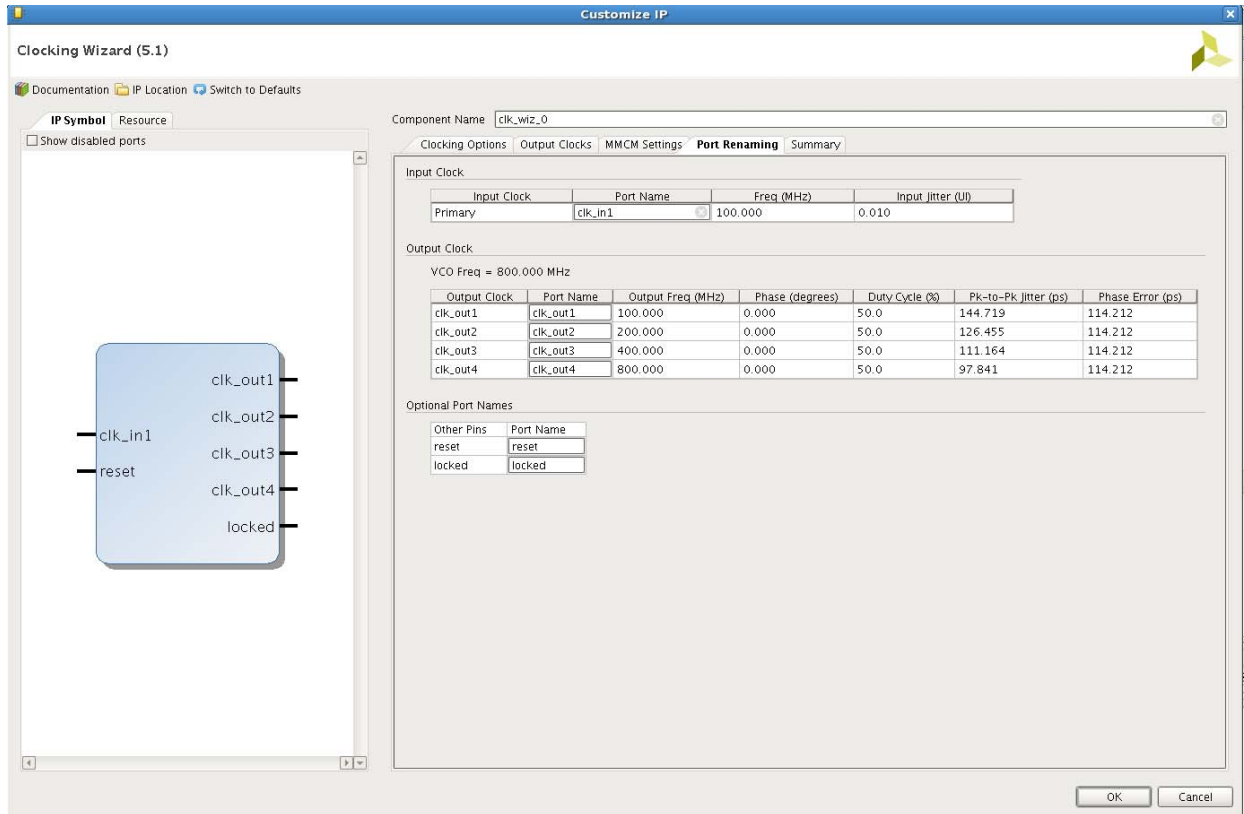 Customize IP
Clocking Wizard (5.1)
Documentation IP Location Switch to Defaults
IP Symbol Resource
Show disabled ports
clk_in1
reset
clk_out1
clk_out2
clk_out3
clk_out4
locked
Component Name clk_wiz_0
Clocking Options Output Clocks MMCM Settings Port Renaming Summary
Input Clock
Input Clock Port Name Freq (MHz) Input Jitter (UI)
Primary clk_in1 100.000 0.010
Output Clock
VCO Freq = 800.000 MHz
Output Clock Port Name Output Freq (MHz) Phase (degrees) Duty Cycle (%) Pk-to-Pk Jitter (ps) Phase Error (ps)
clk_out1 clk_out1 100.000 0.000 50.0 144.719 114.212
clk_out2 clk_out2 200.000 0.000 50.0 126.455 114.212
clk_out3 clk_out3 400.000 0.000 50.0 111.164 114.212
clk_out4 clk_out4 800.000 0.000 50.0 97.841 114.212
Optional Port Names
Other Pins Port Name
reset reset
locked locked
OK Cancel